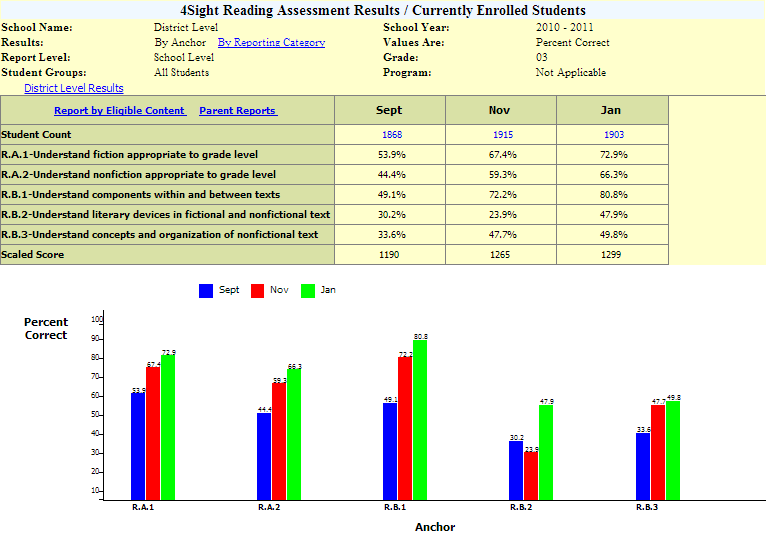 4Sight Reading Assessment Results / Currently Enrolled Students
School Name: District Level School Year: 2010 - 2011
Results: By Anchor By Reporting Category Values Are: Percent Correct
Report Level: School Level Grade: 03
Student Groups: All Students Program: Not Applicable
District Level Results
Report by Eligible Content Parent Reports Sept Nov Jan
Student Count 1868 1915 1903
R.A.1-Understand fiction appropriate to grade level 53.9% 67.4% 72.9%
R.A.2-Understand nonfiction appropriate to grade level 44.4% 59.3% 66.3%
R.B.1-Understand components within and between texts 49.1% 72.2% 80.8%
R.B.2-Understand literary devices in fictional and nonfictional text 30.2% 23.9% 47.9%
R.B.3-Understand concepts and organization of nonfictional text 33.6% 47.7% 49.8%
Scaled Score 1190 1265 1299
Sept Nov Jan
Percent
Correct
100
90
80
70
60
50
40
30
20
10
53.9 67.4 72.9
44.4 59.3 66.3
49.1 72.2 80.8
30.2 23.9 47.9
33.6 47.7 49.8
R.A.1 R.A.2 R.B.1 R.B.2 R.B.3
Anchor